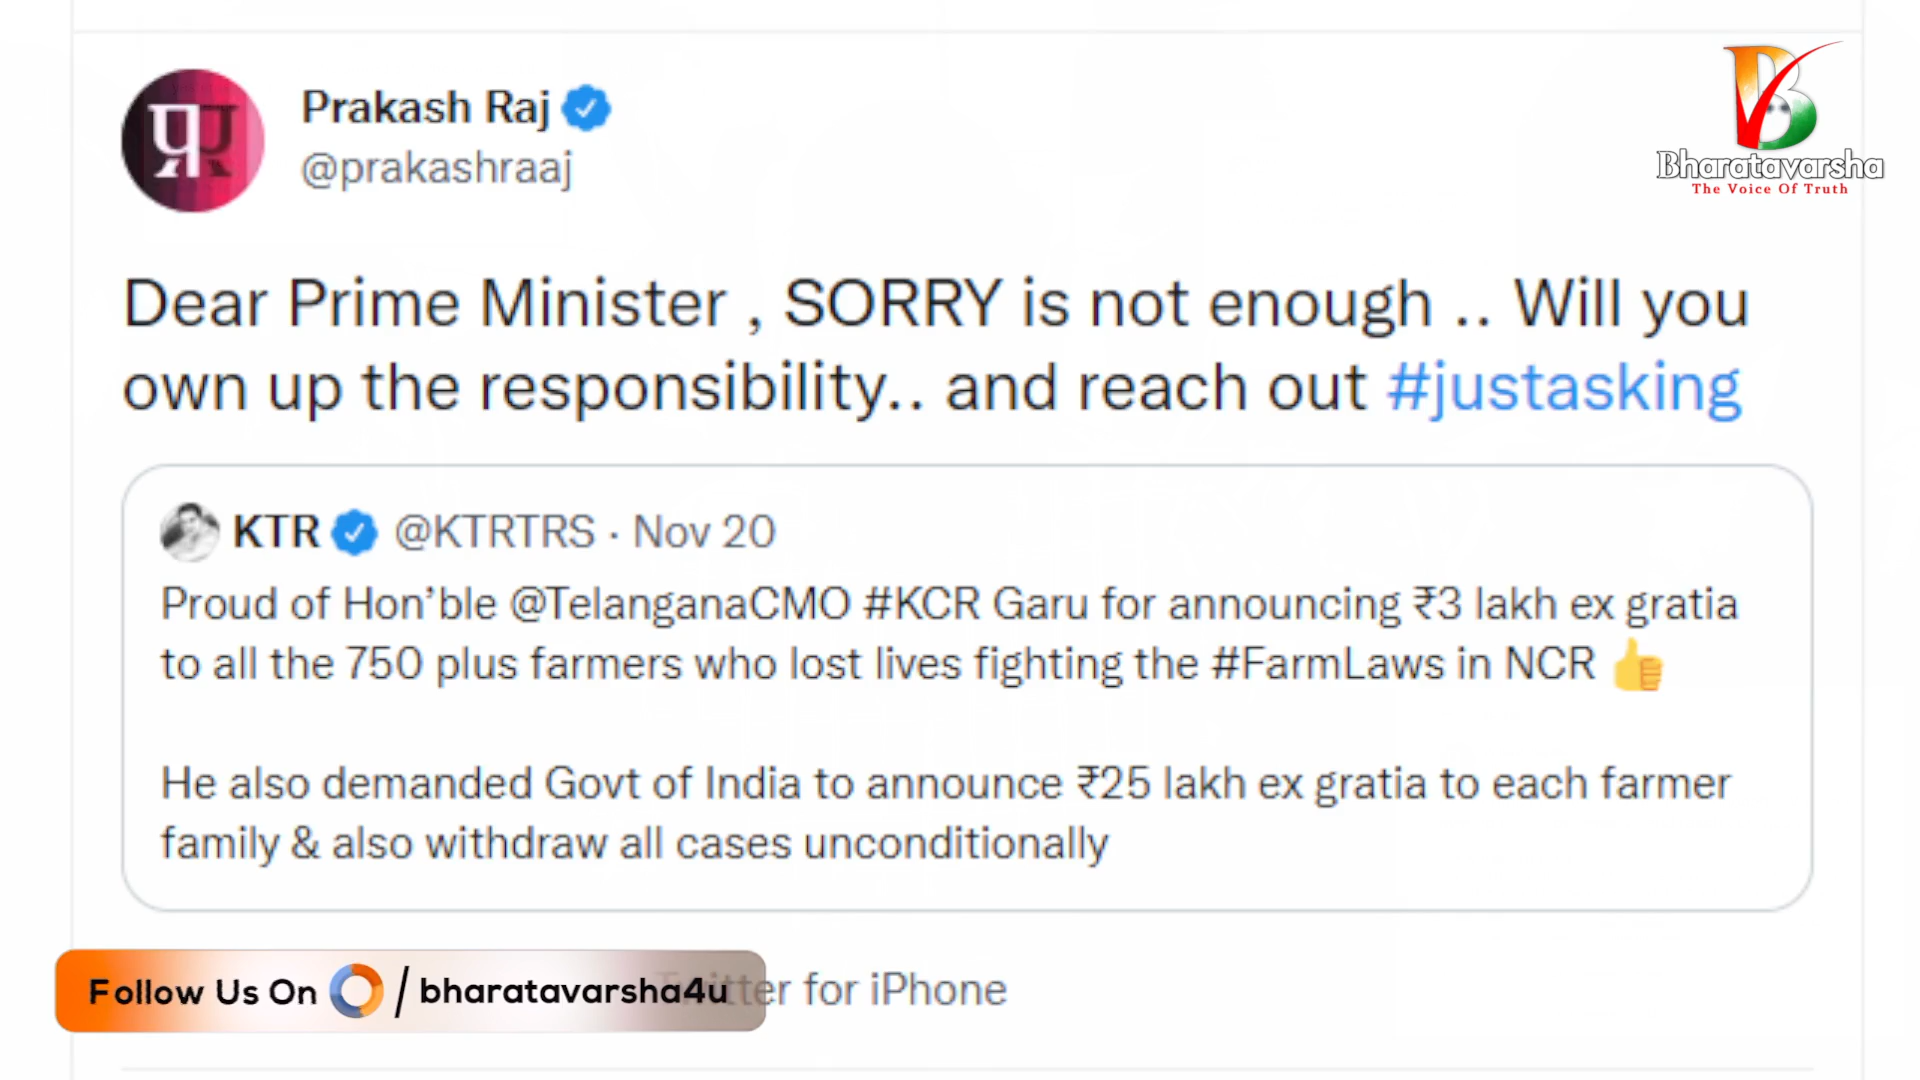 Prakash Raj
@prakashraaj
Bharatavarsha
The Voice Of Truth
Dear Prime Minister , SORRY is not enough .. Will you
own up the responsibility.. and reach out #justasking
KTR @KTRTRS · Nov 20
Proud of Hon’ble @TelanganaCMO #KCR Garu for announcing ₹3 lakh ex gratia
to all the 750 plus farmers who lost lives fighting the #FarmLaws in NCR 👍
He also demanded Govt of India to announce ₹25 lakh ex gratia to each farmer
family & also withdraw all cases unconditionally
Follow Us On / bharatavarsha4u
for iPhone